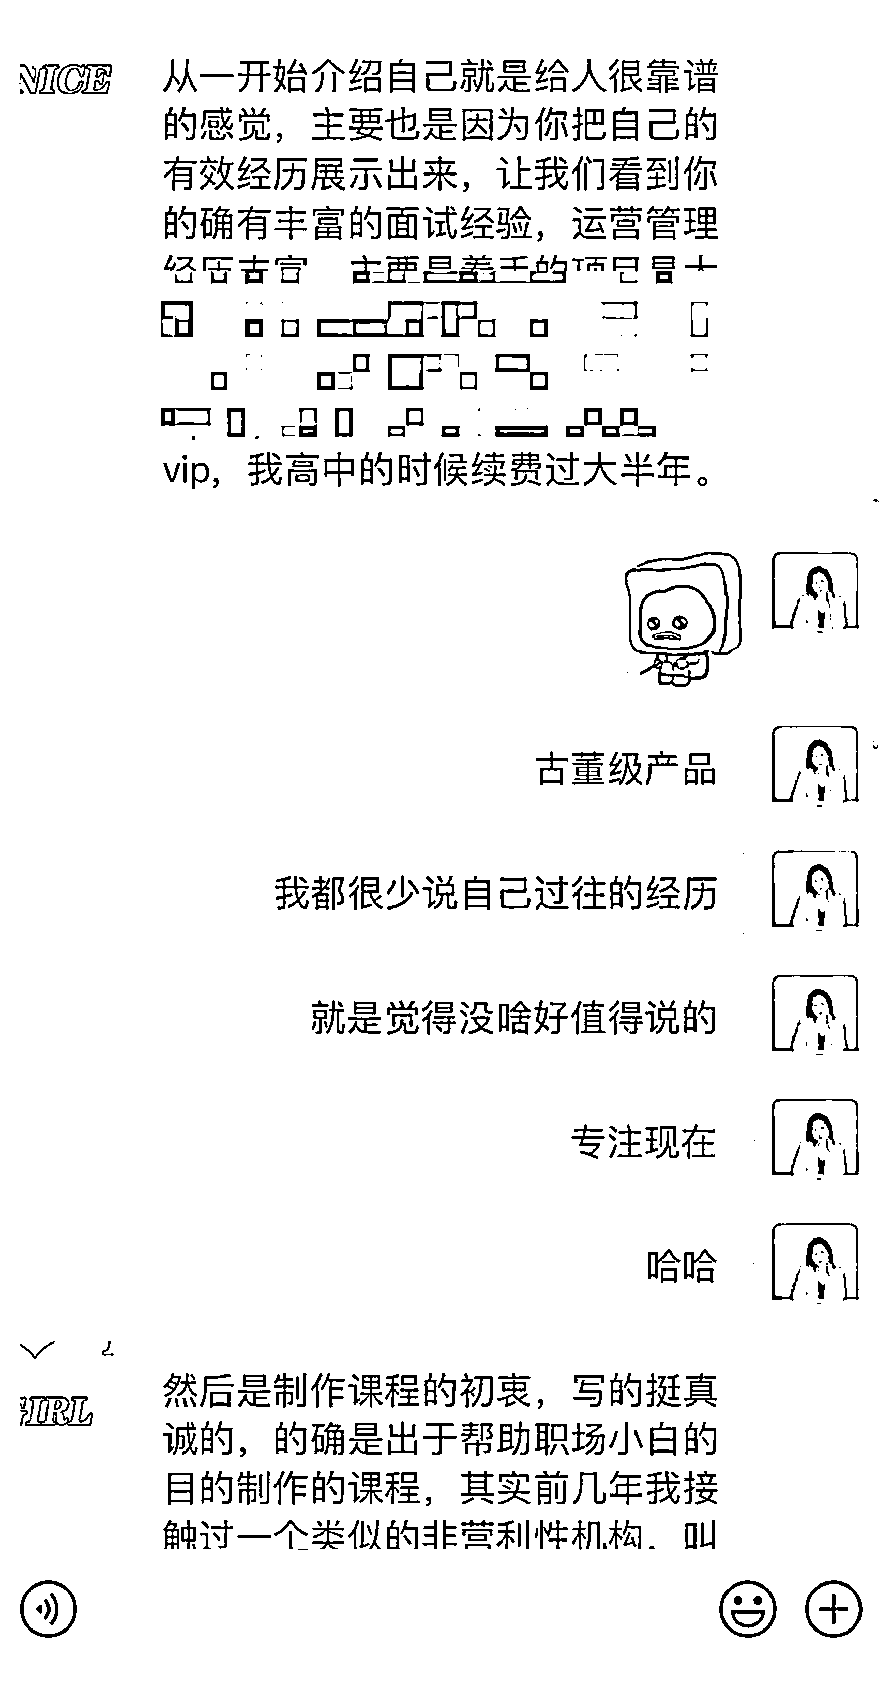 NICE
从一开始介绍自己就是给人很靠谱
的感觉，主要也是因为你把自己的
有效经历展示出来，让我们看到你
的确有丰富的面试经验，运营管理
vip，我高中的时候续费过大半年。
古董级产品
我都很少说自己过往的经历
就是觉得没啥好值得说的
专注现在
哈哈
GIRL
然后是制作课程的初衷，写的挺真
诚的，的确是出于帮助职场小白的
目的制作的课程，其实前几年我接
触过一个类似的非营利性机构，叫